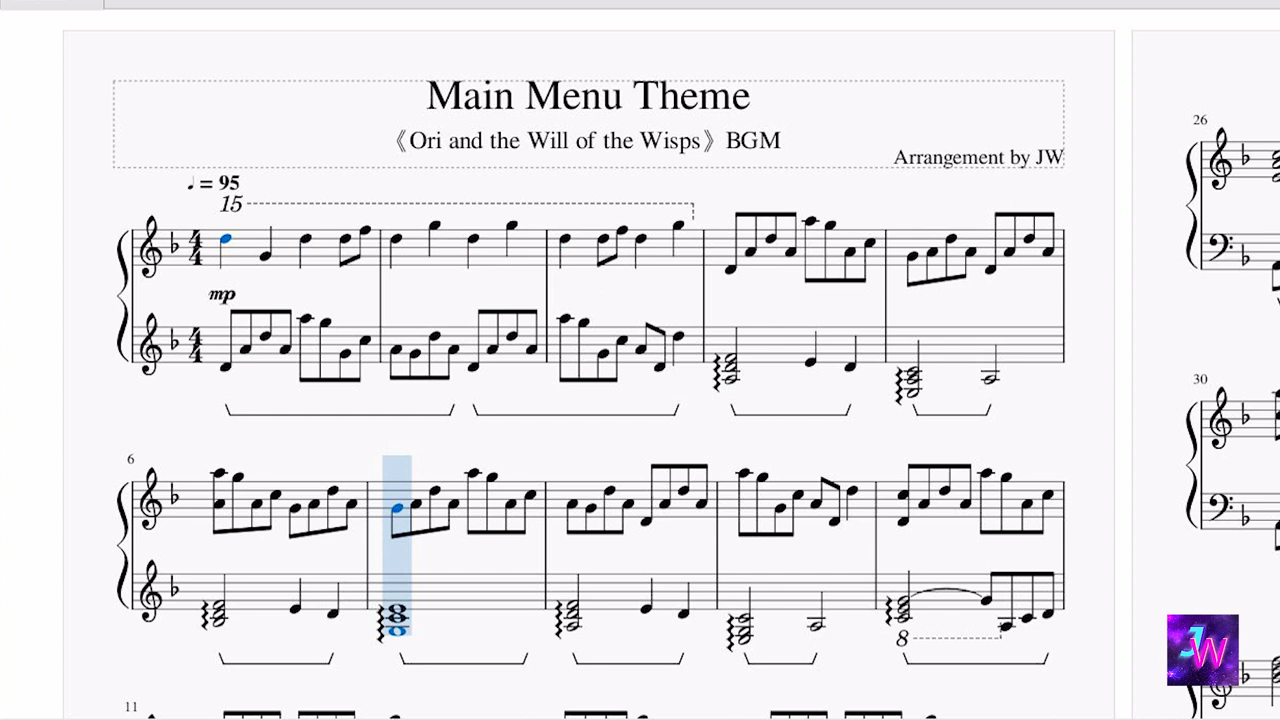 Main Menu Theme
《Ori and the Will of the Wisps》BGM
Arrangement by JW
♩ = 95
15
mp
6
8
11
26
30
JW